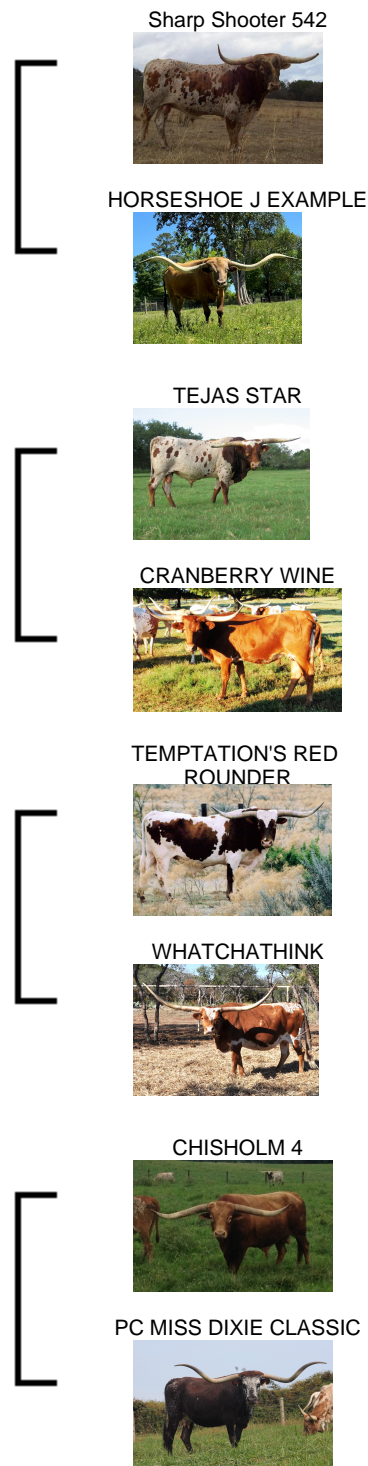 Sharp Shooter 542
HORSESHOE J EXAMPLE
TEJAS STAR
CRANBERRY WINE
TEMPTATION'S RED
ROUNDER
WHATCHATHINK
CHISHOLM 4
PC MISS DIXIE CLASSIC